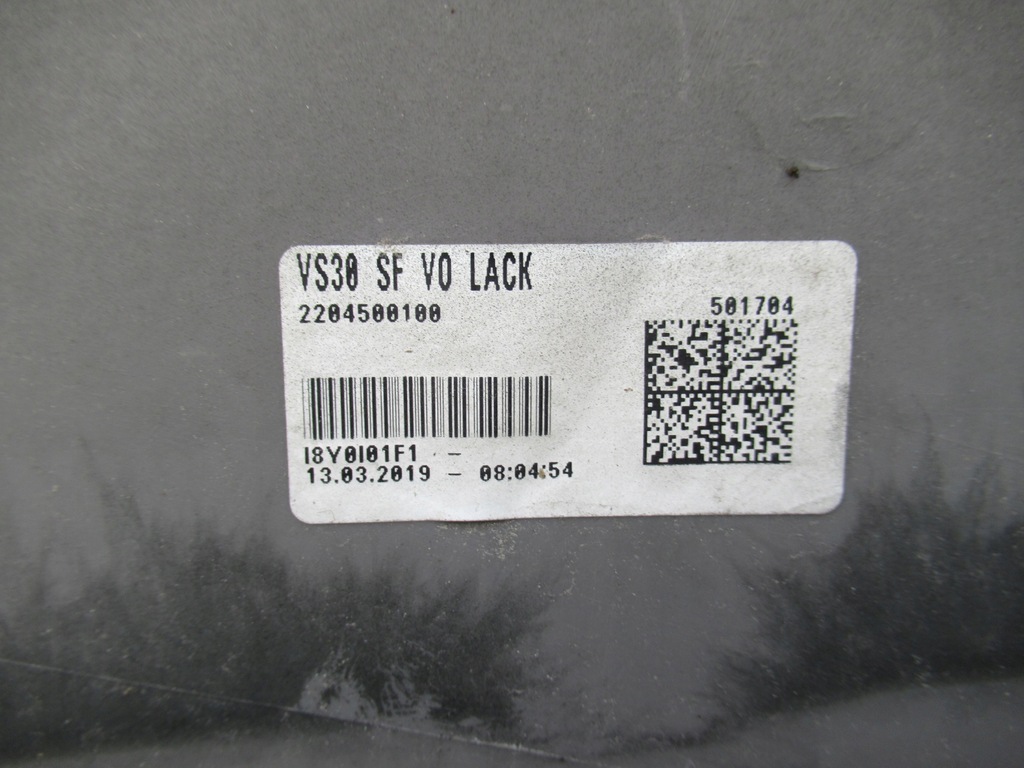 VS30 SF VO LACK
2204500100
501704
I8Y0I01F1 -
13.03.2019 - 08:04:54